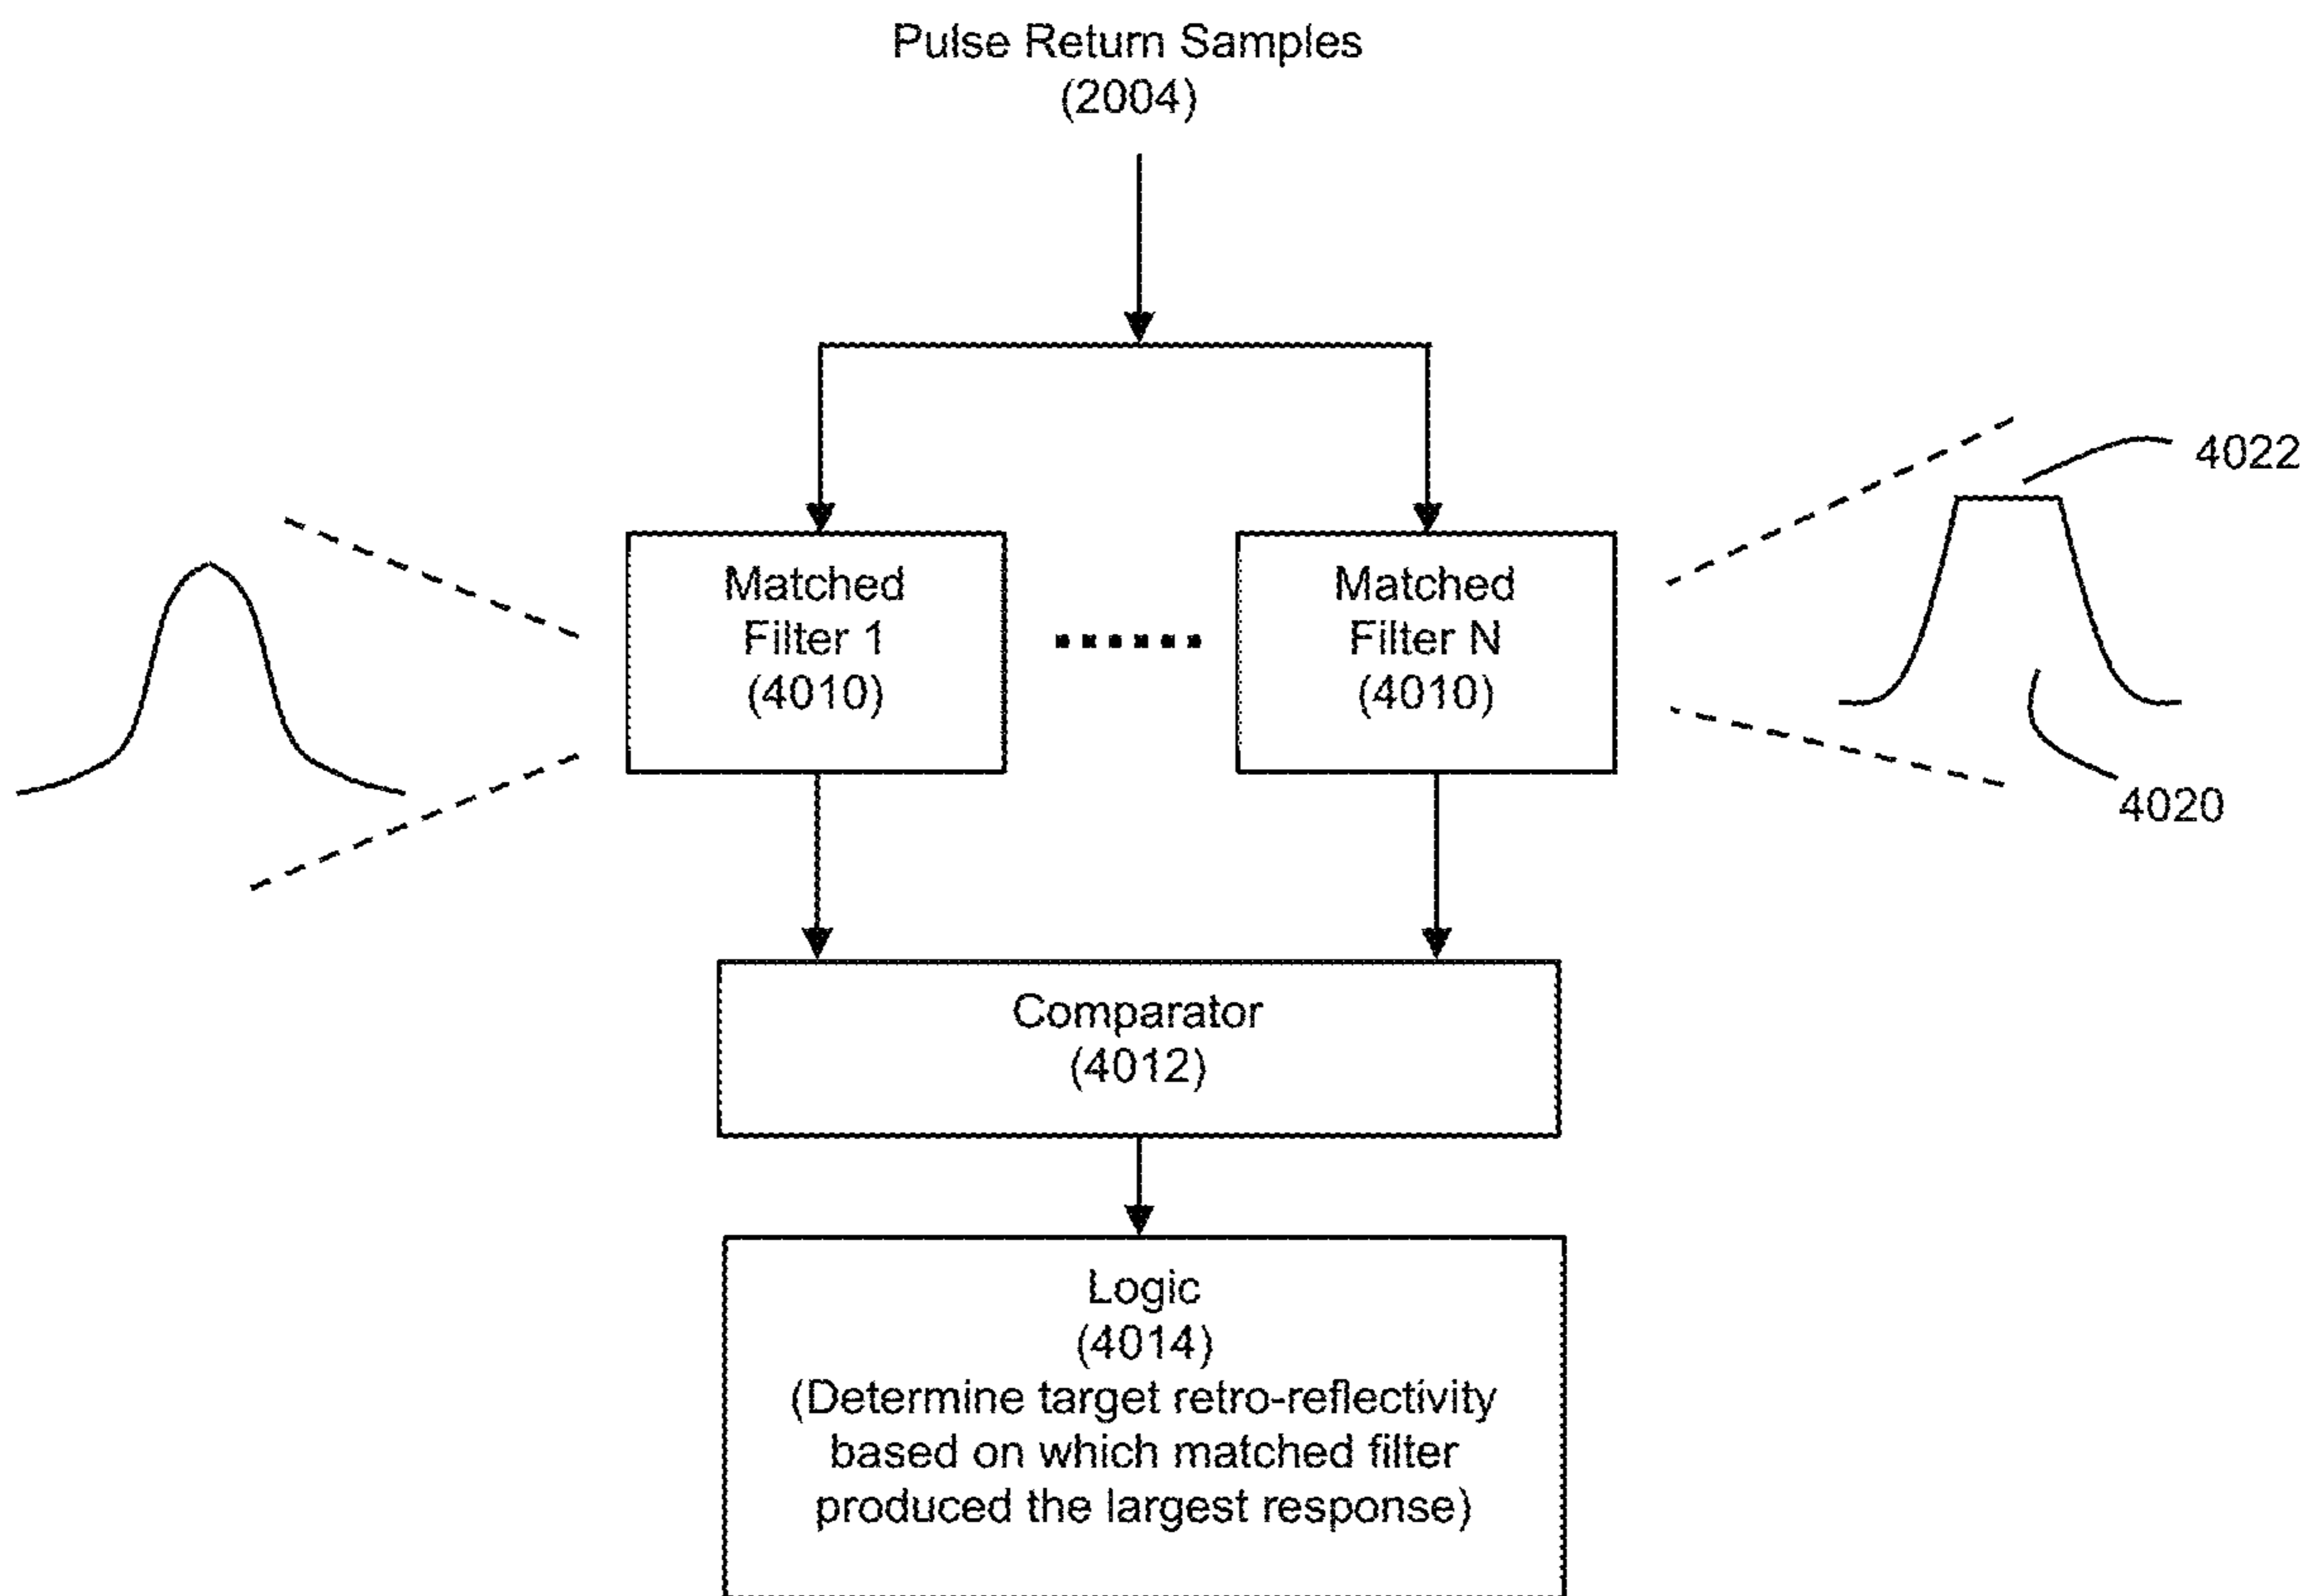 Pulse Return Samples
(2004)
4022
Matched
Filter 1
(4010)
Matched
Filter N
(4010)
4020
Comparator
(4012)
Logic
(4014)
(Determine target retro-reflectivity
based on which matched filter
produced the largest response)